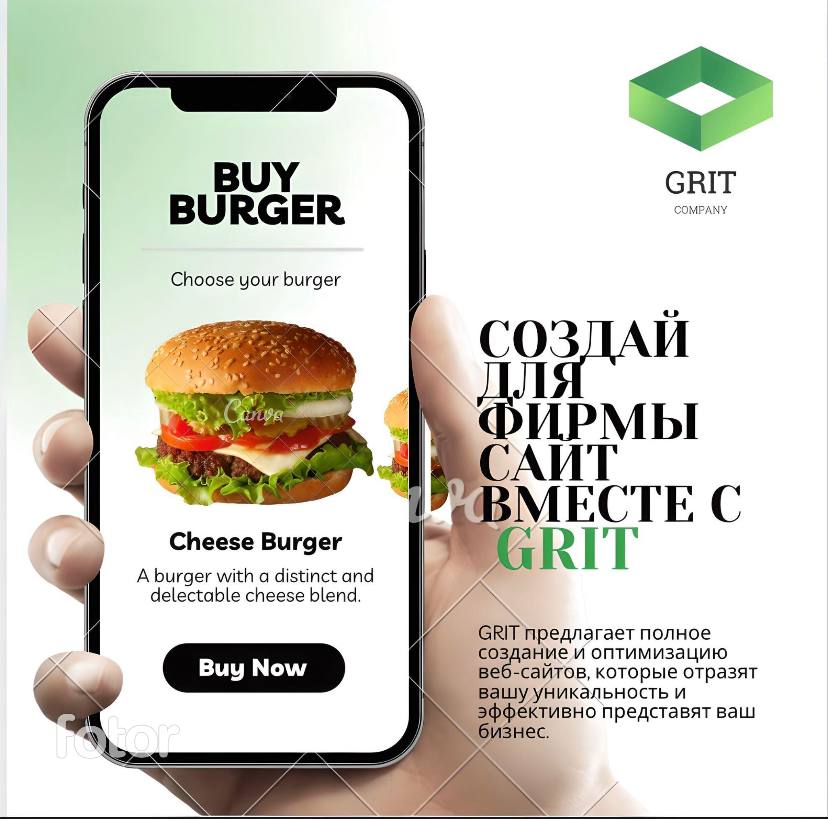 GRIT
COMPANY
BUY
BURGER
Choose your burger
Canva
Cheese Burger
A burger with a distinct and
delectable cheese blend.
Buy Now
СОЗДАЙ
ДЛЯ
ФИРМЫ
САЙТ
ВМЕСТЕ С
GRIT
GRIT предлагает полное
создание и оптимизацию
веб-сайтов, которые отразят
вашу уникальность и
эффективно представят ваш
бизнес.
fotor